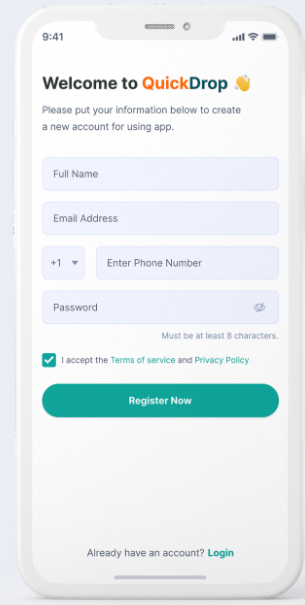 9:41
Welcome to QuickDrop 👋
Please put your information below to create
a new account for using app.
Full Name
Email Address
+1 Enter Phone Number
Password
Must be at least 8 characters.
I accept the Terms of service and Privacy Policy
Register Now
Already have an account? Login